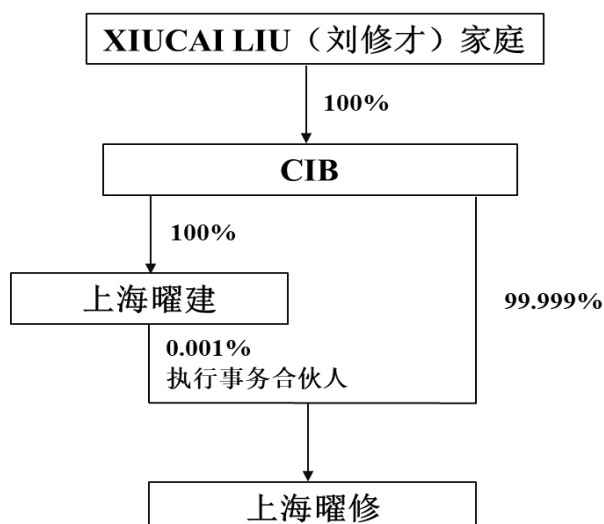 XIUCAI LIU（刘修才）家庭
100%
CIB
100%
上海曜建
99.999%
0.001%
执行事务合伙人
上海曜修